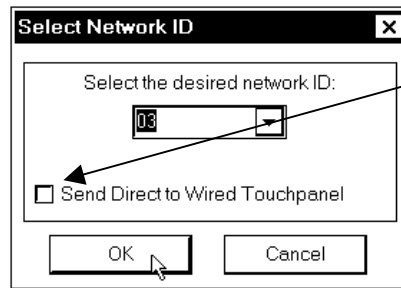 Select Network ID
Select the desired network ID:
03
Send Direct to Wired Touchpanel
OK
Cancel